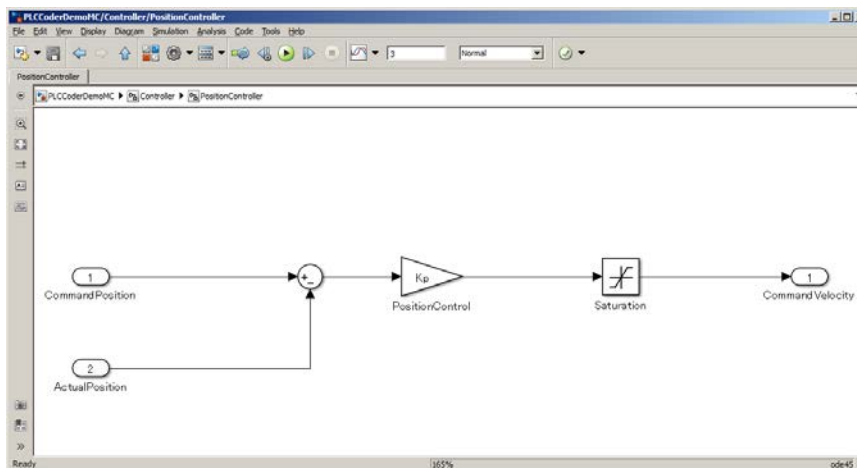 PLCCoderDemoMC/Controller/PositionController
File Edit View Display Diagram Simulation Analysis Code Tools Help
3 Normal
PositionController
PLCCoderDemoMC Controller PositionController
1
CommandPosition
+
-
Kp
PositionControl
Saturation
1
CommandVelocity
2
ActualPosition
Ready 165% ode45